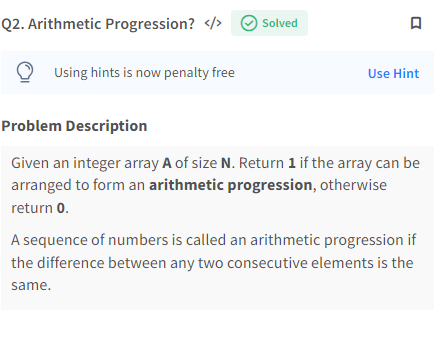 Q2. Arithmetic Progression? </> Solved
Using hints is now penalty free Use Hint
Problem Description
Given an integer array A of size N. Return 1 if the array can be
arranged to form an arithmetic progression, otherwise
return 0.
A sequence of numbers is called an arithmetic progression if
the difference between any two consecutive elements is the
same.